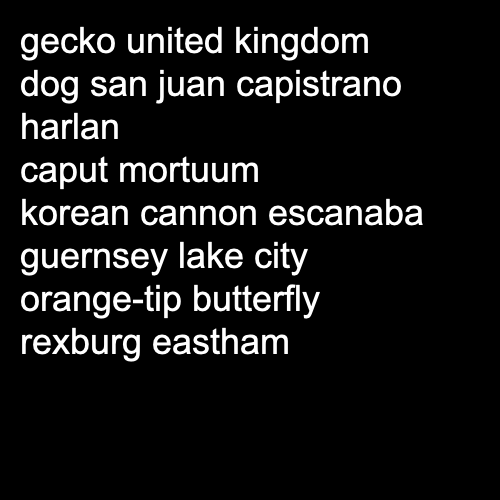 gecko united kingdom
dog san juan capistrano
harlan
caput mortuum
korean cannon escanaba
guernsey lake city
orange-tip butterfly
rexburg eastham